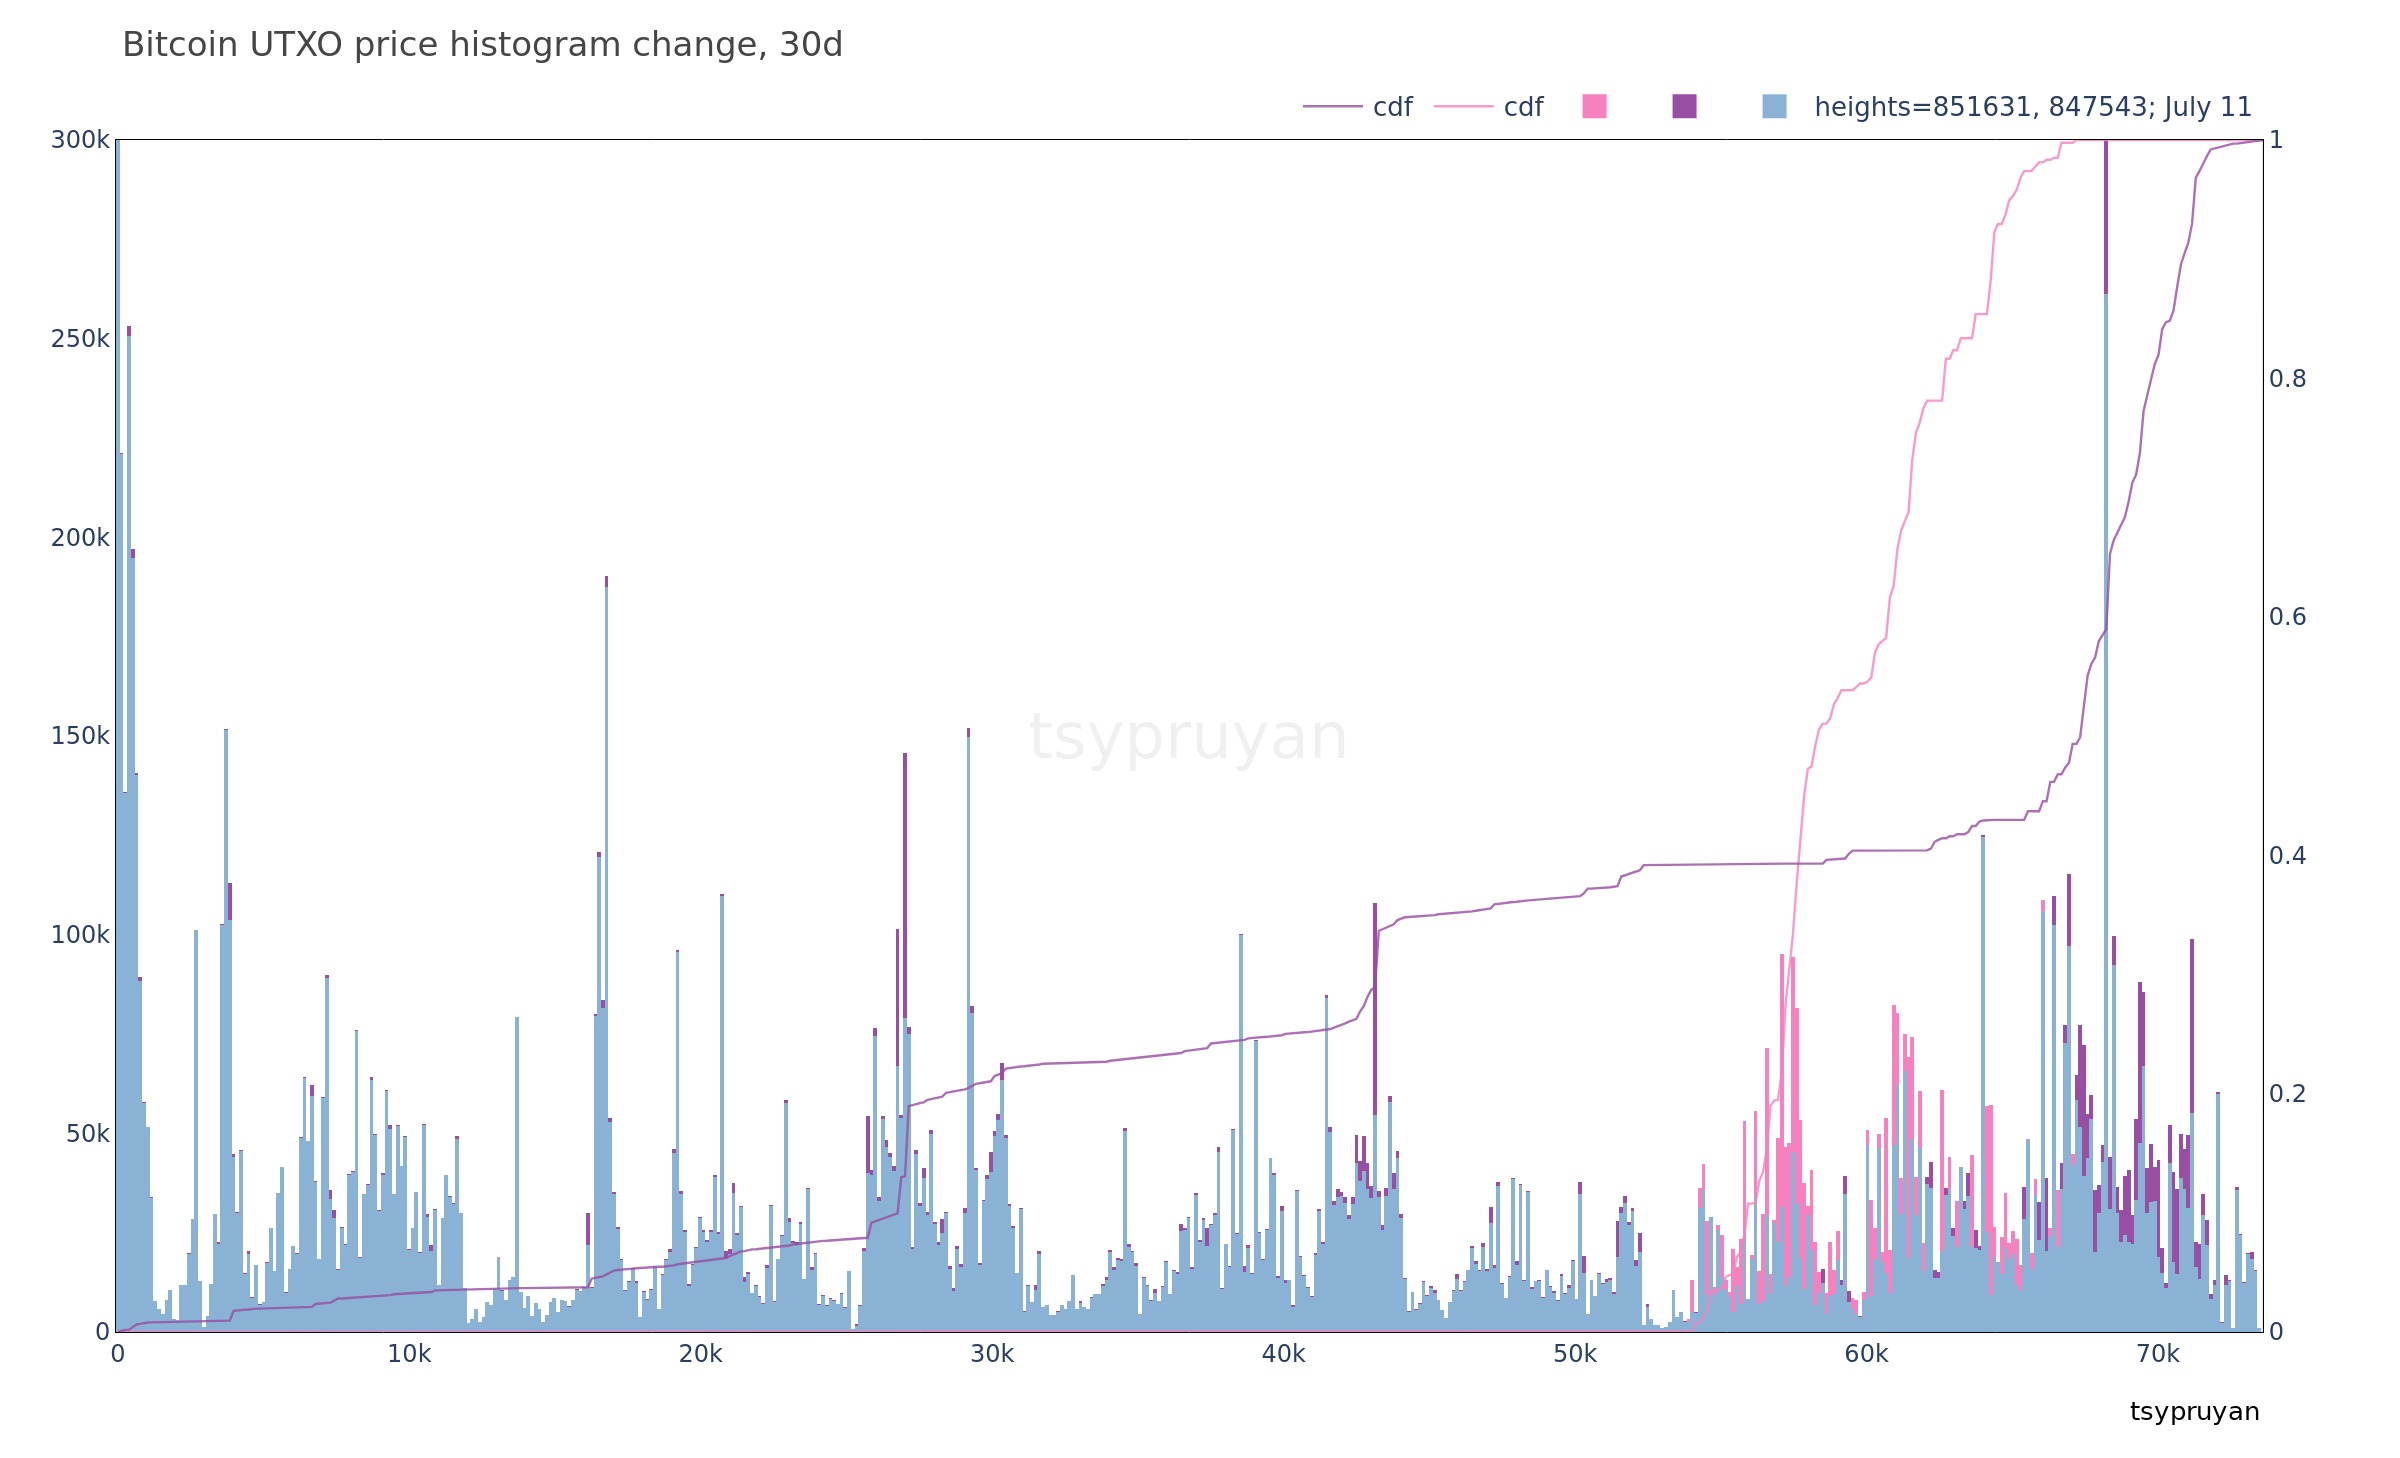 Bitcoin UTXO price histogram change, 30d
cdf cdf heights=851631, 847543; July 11
300k
250k
200k
150k
100k
50k
0
1
0.8
0.6
0.4
0.2
0
tsypruyan
0 10k 20k 30k 40k 50k 60k 70k
tsypruyan